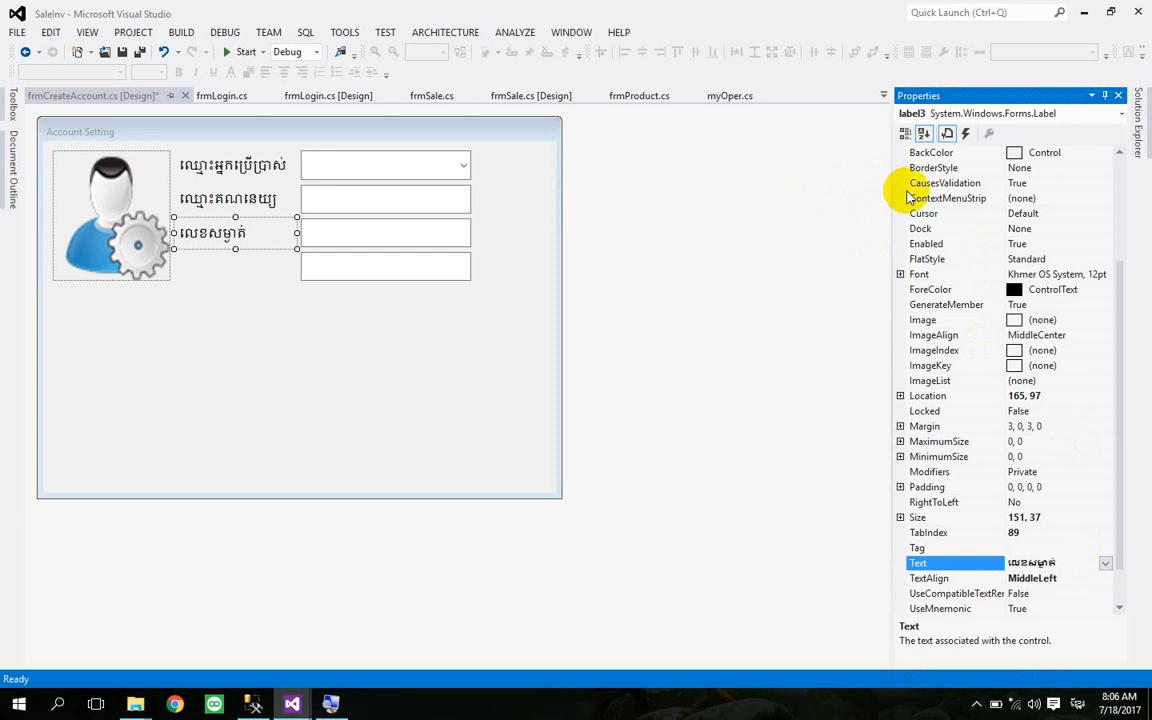 SaleInv - Microsoft Visual Studio
Quick Launch (Ctrl+Q)
FILE EDIT VIEW PROJECT BUILD DEBUG TEAM SQL TOOLS TEST ARCHITECTURE ANALYZE WINDOW HELP
Start Debug
Toolbox
Document Outline
frmCreateAccount.cs [Design]* frmLogin.cs frmLogin.cs [Design] frmSale.cs frmSale.cs [Design] frmProduct.cs myOper.cs
Account Setting
ឈ្មោះអ្នកប្រើប្រាស់
ឈ្មោះគណនេយ្យ
លេខសម្ងាត់
Properties
label3 System.Windows.Forms.Label
BackColor Control
BorderStyle None
CausesValidation True
ContextMenuStrip (none)
Cursor Default
Dock None
Enabled True
FlatStyle Standard
Font Khmer OS System, 12pt
ForeColor ControlText
GenerateMember True
Image (none)
ImageAlign MiddleCenter
ImageIndex (none)
ImageKey (none)
ImageList (none)
Location 165, 97
Locked False
Margin 3, 0, 3, 0
MaximumSize 0, 0
MinimumSize 0, 0
Modifiers Private
Padding 0, 0, 0, 0
RightToLeft No
Size 151, 37
TabIndex 89
Tag
Text លេខសម្ងាត់
TextAlign MiddleLeft
UseCompatibleTextRer False
UseMnemonic True
Text
The text associated with the control.
Solution Explorer
Ready
8:06 AM
7/18/2017